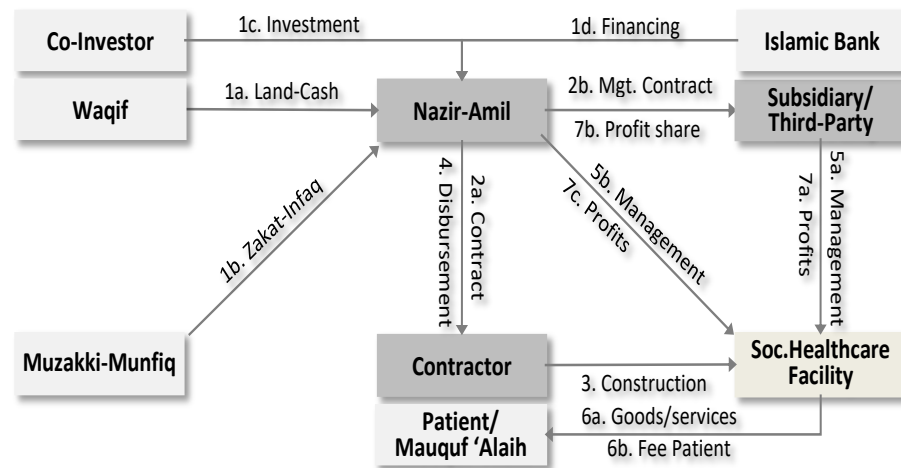 1c. Investment
1d. Financing
Co-Investor
Islamic Bank
Waqif
1a. Land-Cash
Nazir-Amil
2b. Mgt. Contract
7b. Profit share
Subsidiary/
Third-Party
1b. Zakat-Infaq
4. Disbursement
2a. Contract
5b. Management
7c. Profits
5a. Management
7a. Profits
Muzakki-Munfiq
Contractor
3. Construction
Soc.Healthcare
Facility
Patient/
Mauquf ‘Alaih
6a. Goods/services
6b. Fee Patient